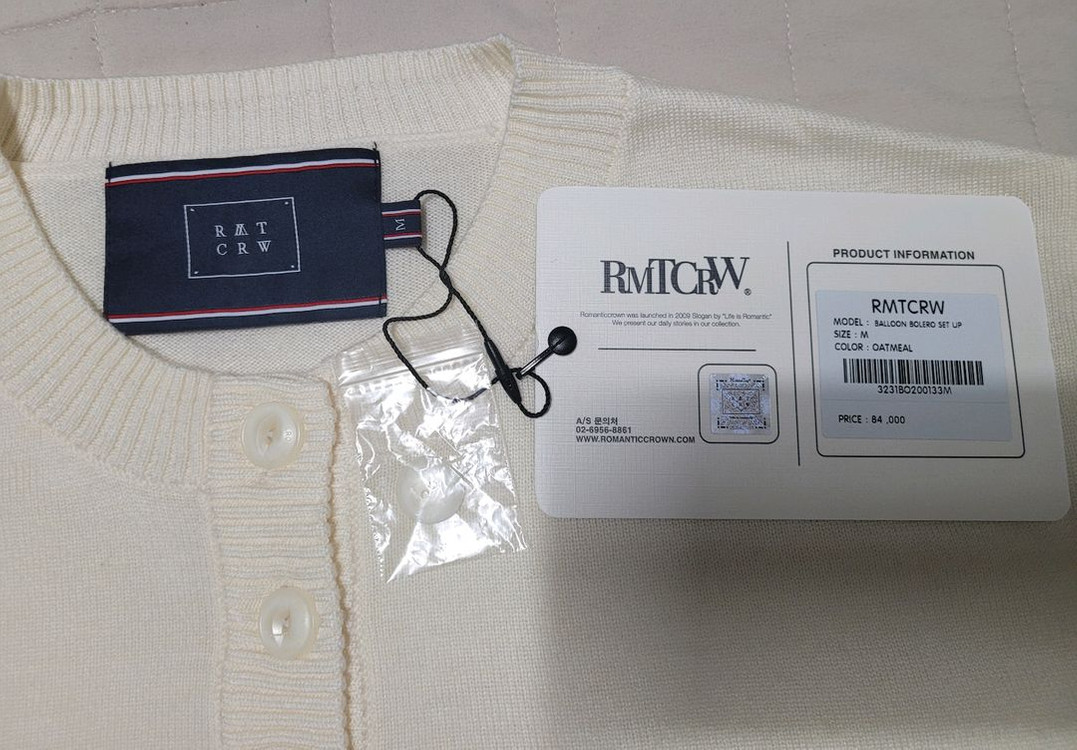 RMT
CRW
M
RMTCRW®
Romanticcrown was launched in 2009 Slogan by "Life is Romantic"
We present our daily stories in our collection.
A/S 문의처
02-6956-8861
WWW.ROMANTICCROWN.COM
PRODUCT INFORMATION
RMTCRW
MODEL : BALLOON BOLERO SET UP
SIZE : M
COLOR : OATMEAL
3231BO200133M
PRICE : 84 ,000